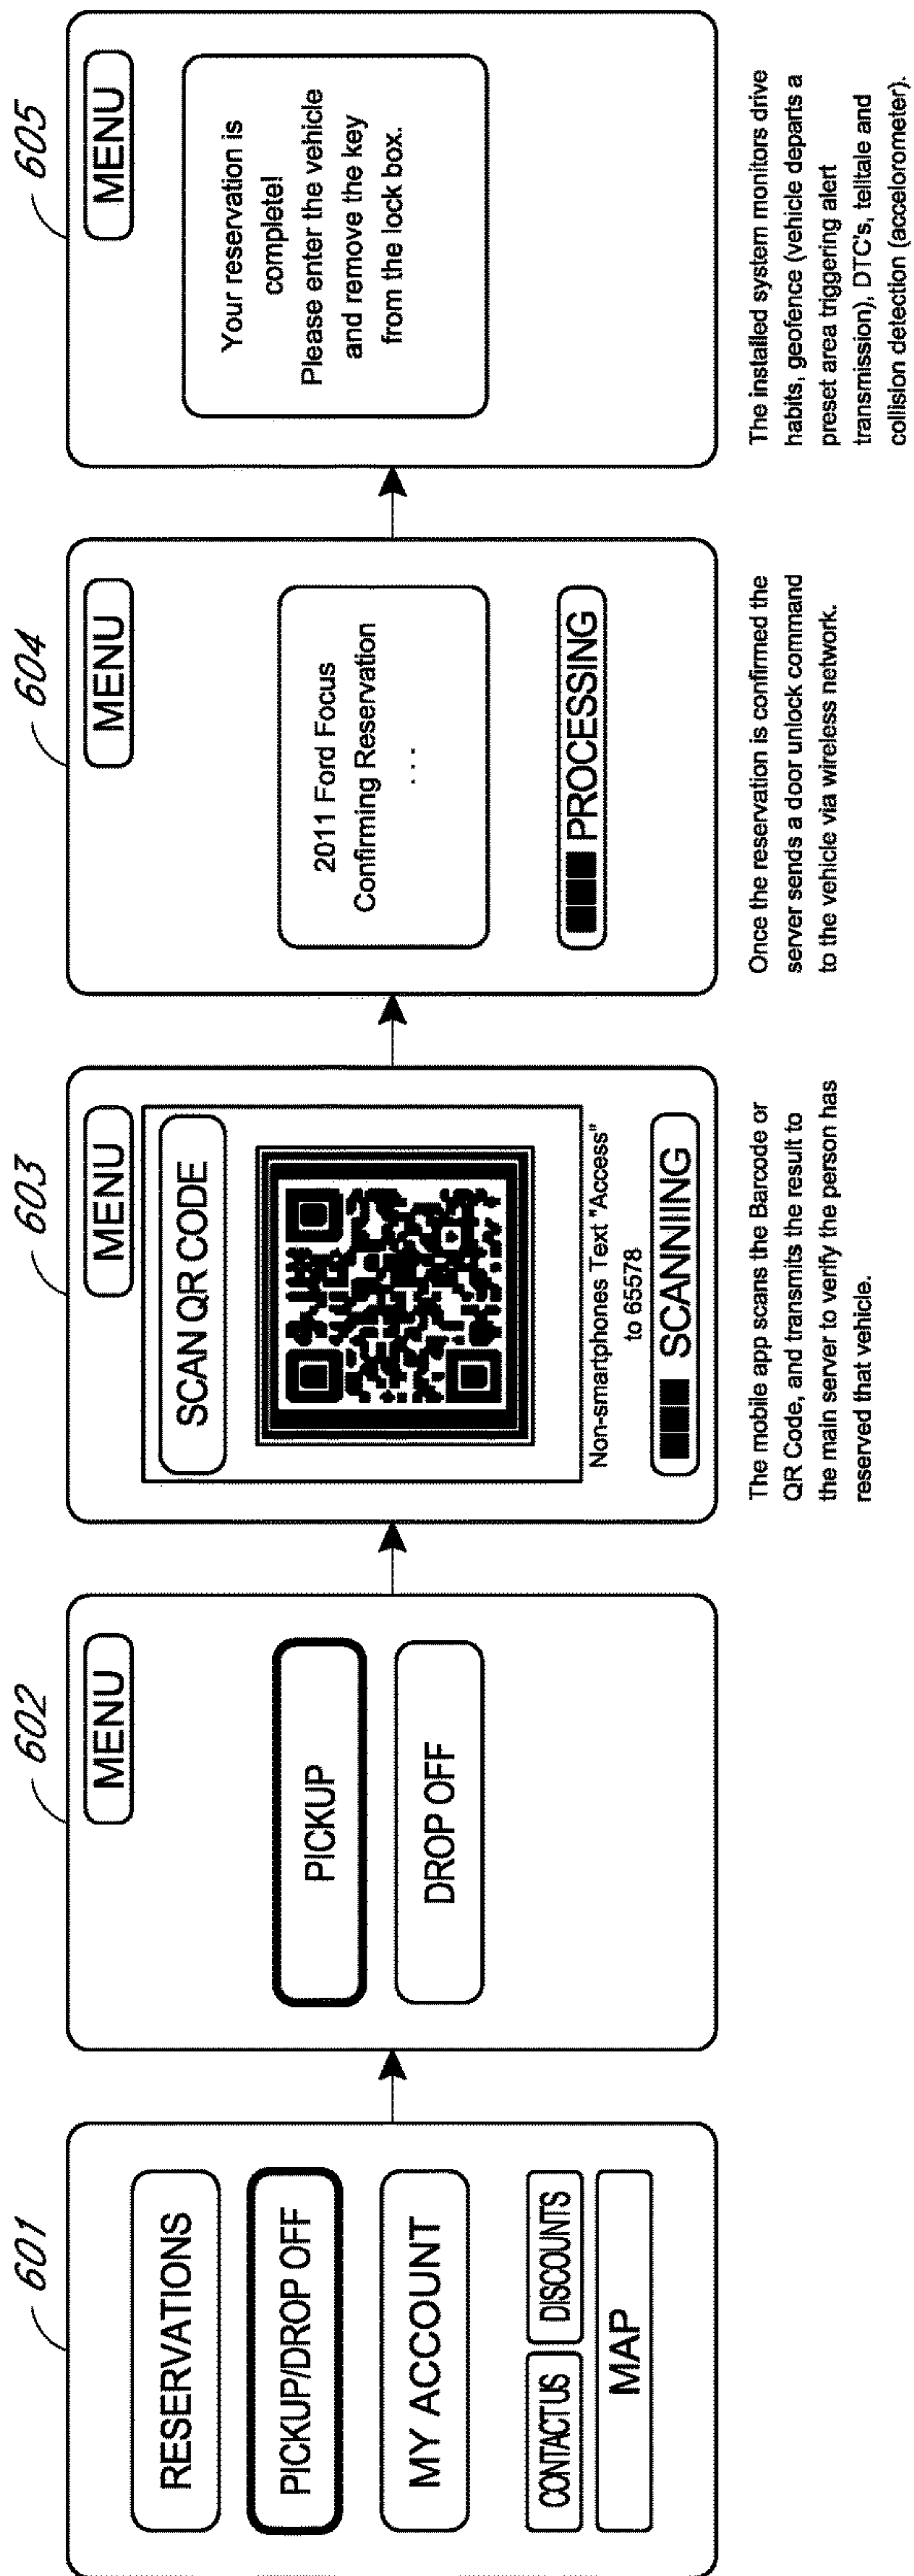 601
RESERVATIONS
PICKUP/DROP OFF
MY ACCOUNT
CONTACT US
DISCOUNTS
MAP
602
MENU
PICKUP
DROP OFF
603
MENU
SCAN QR CODE
Non-smartphones Text "Access"
to 65578
SCANNIING
The mobile app scans the Barcode or
QR Code, and transmits the result to
the main server to verify the person has
reserved that vehicle.
604
MENU
2011 Ford Focus
Confirming Reservation
...
PROCESSING
Once the reservation is confirmed the
server sends a door unlock command
to the vehicle via wireless network.
605
MENU
Your reservation is
complete!
Please enter the vehicle
and remove the key
from the lock box.
The installed system monitors drive
habits, geofence (vehicle departs a
preset area triggering alert
transmission), DTC's, telltale and
collision detection (accelorometer).